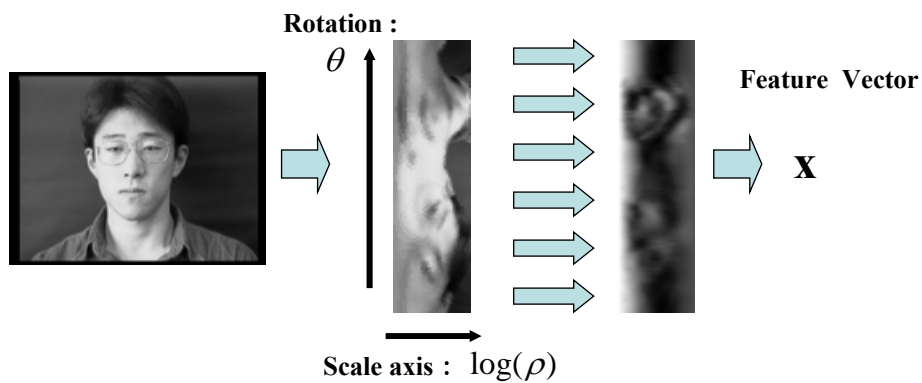 Rotation :
θ
Feature Vector
x
Scale axis : log(ρ)